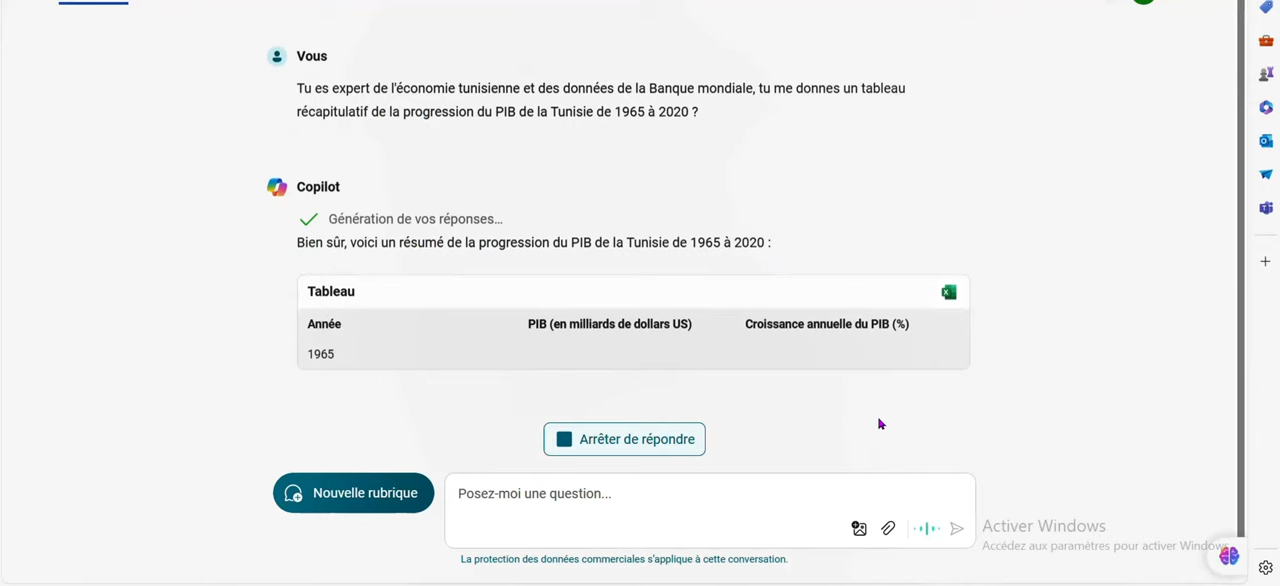 Vous
Tu es expert de l'économie tunisienne et des données de la Banque mondiale, tu me donnes un tableau
récapitulatif de la progression du PIB de la Tunisie de 1965 à 2020 ?
Copilot
Génération de vos réponses...
Bien sûr, voici un résumé de la progression du PIB de la Tunisie de 1965 à 2020 :
Tableau
Année PIB (en milliards de dollars US) Croissance annuelle du PIB (%)
1965
Arrêter de répondre
Nouvelle rubrique
Posez-moi une question...
Activer Windows
Accédez aux paramètres pour activer Windows.
La protection des données commerciales s'applique à cette conversation.